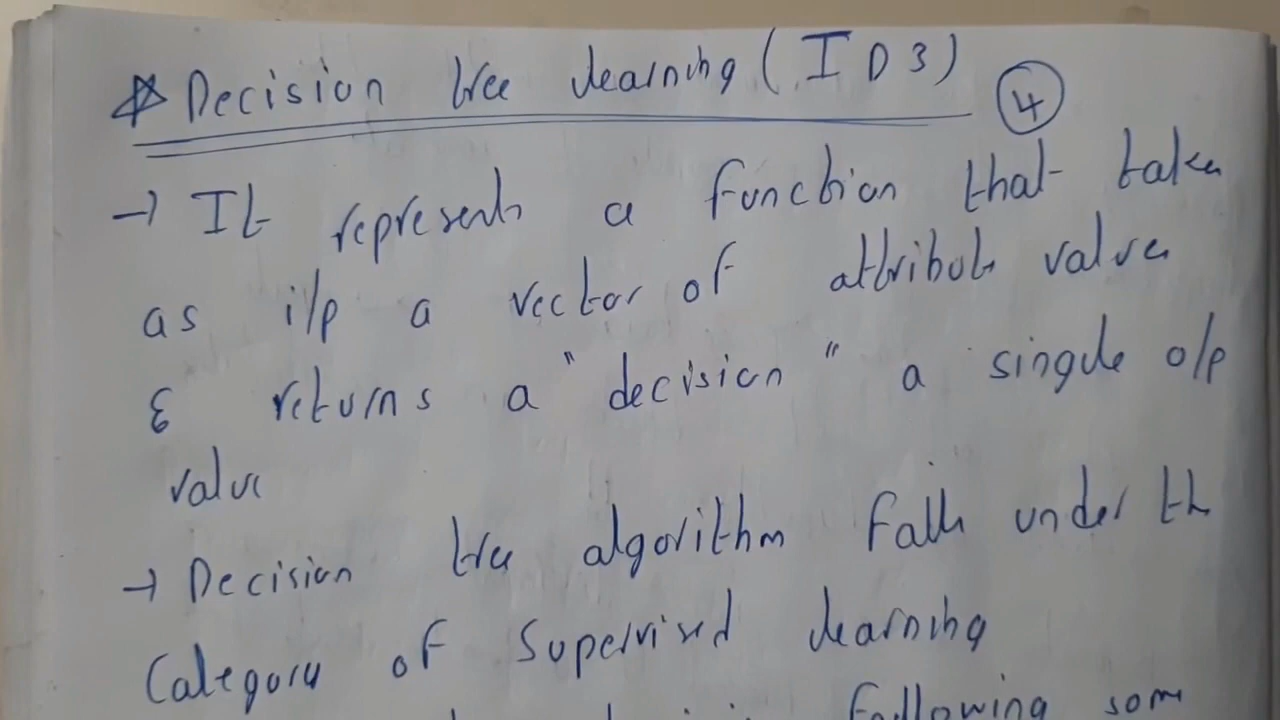 ☆ Decision tree learning (ID3) ④
→ It represents a function that takes
as i/p a vector of attribute values
& returns a "decision" a single o/p
value
→ Decision tree algorithm falls under the
Category of Supervised learning
following some